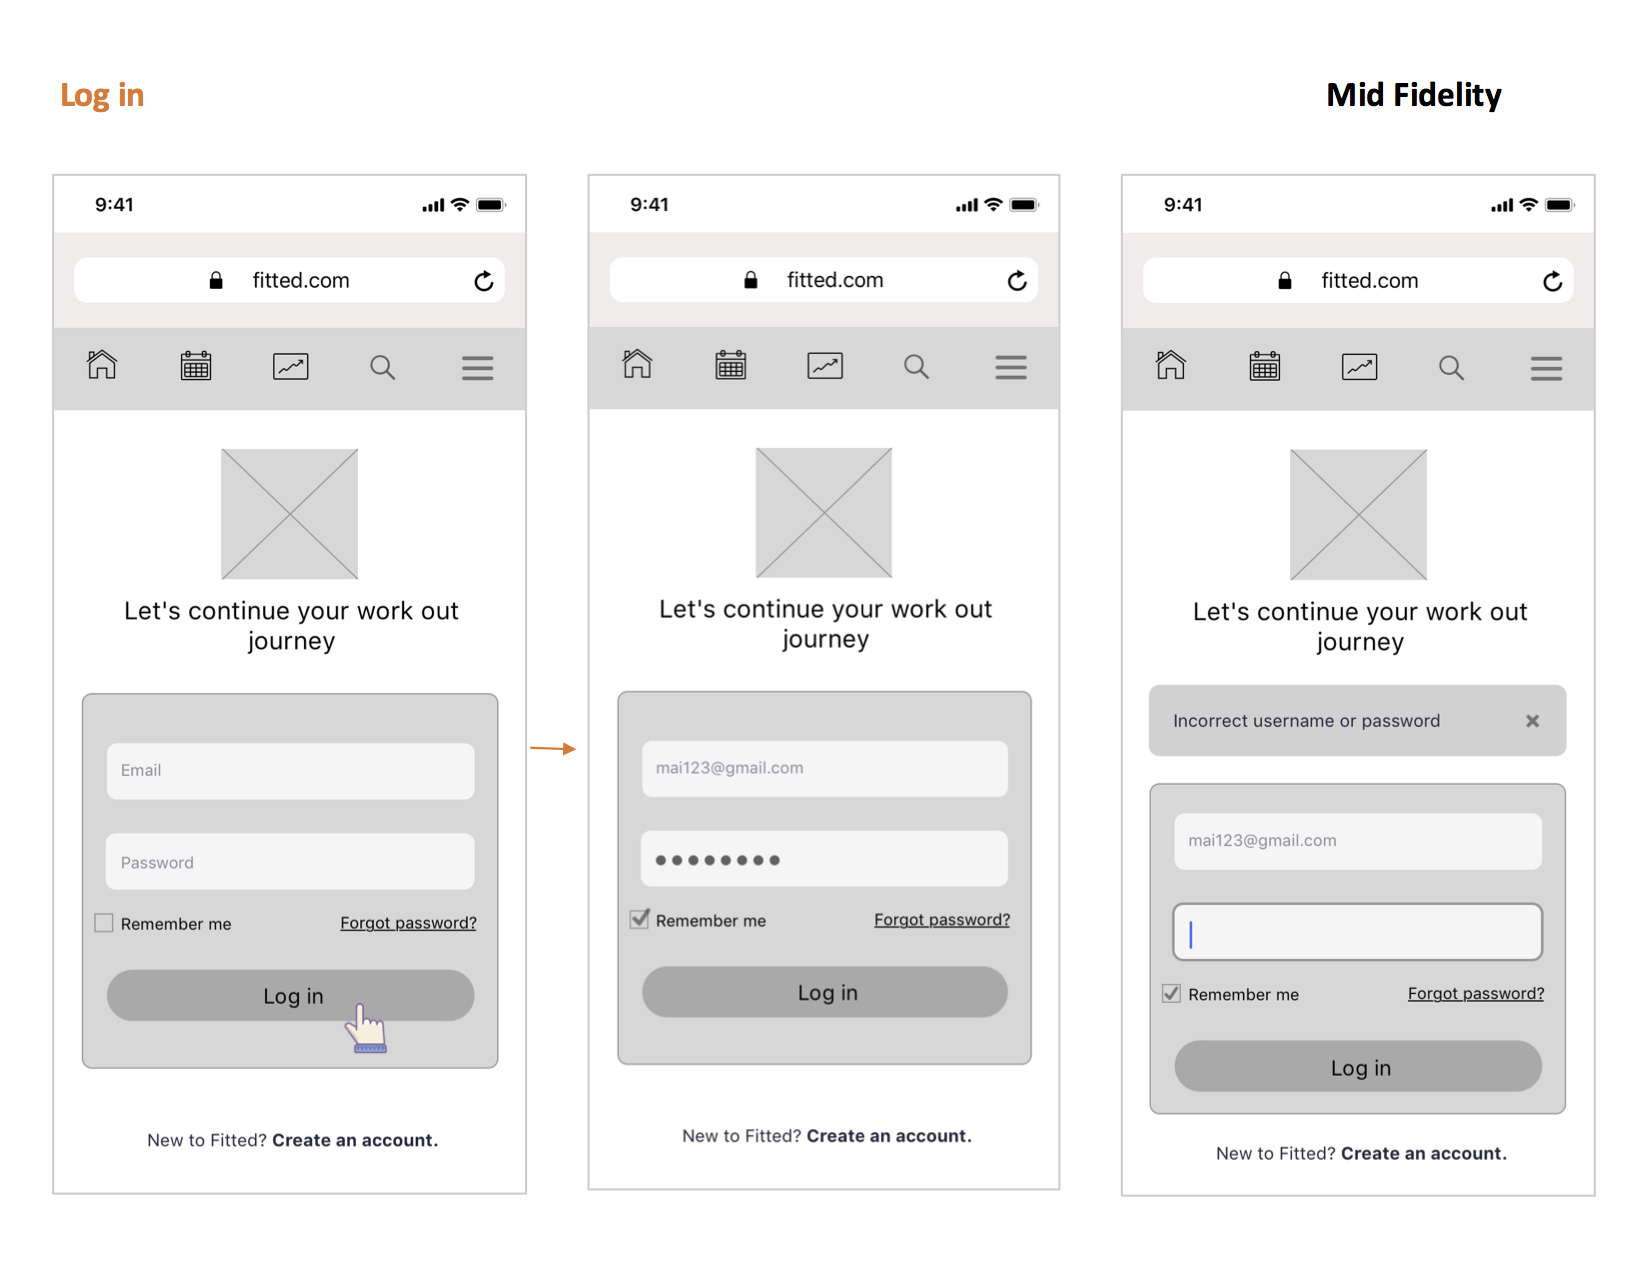 Log in
Mid Fidelity
9:41
fitted.com
Let's continue your work out
journey
Email
Password
Remember me
Forgot password?
Log in
New to Fitted? Create an account.
9:41
fitted.com
Let's continue your work out
journey
mai123@gmail.com
Remember me
Forgot password?
Log in
New to Fitted? Create an account.
9:41
fitted.com
Let's continue your work out
journey
Incorrect username or password
mai123@gmail.com
Remember me
Forgot password?
Log in
New to Fitted? Create an account.